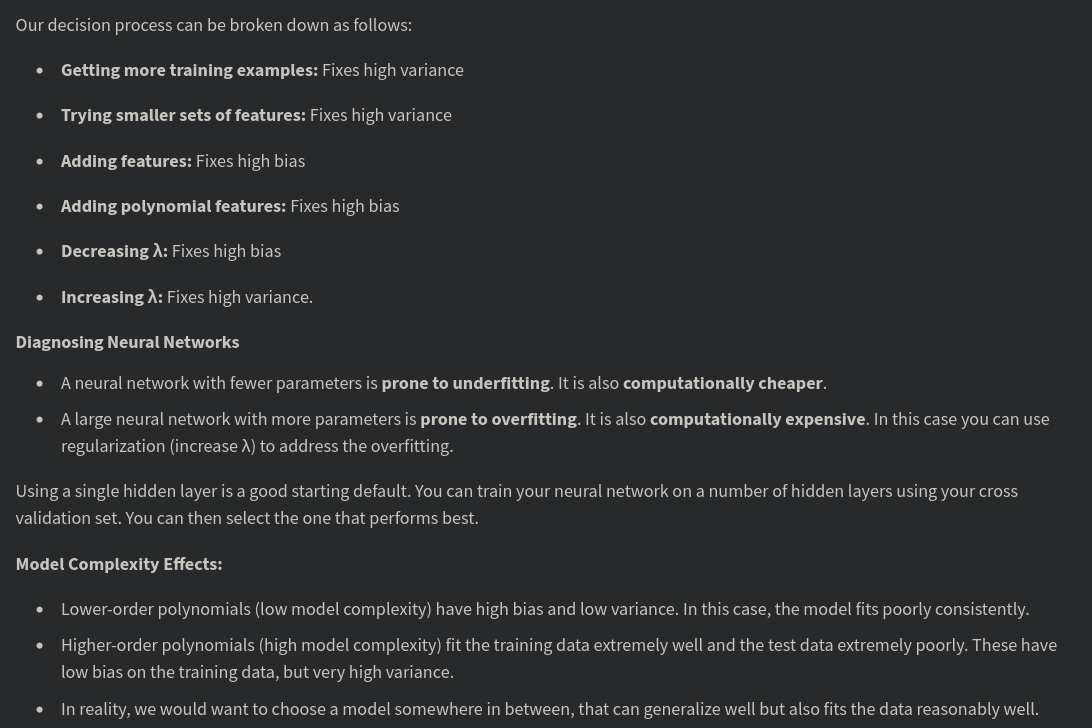 Our decision process can be broken down as follows:
• Getting more training examples: Fixes high variance
• Trying smaller sets of features: Fixes high variance
• Adding features: Fixes high bias
• Adding polynomial features: Fixes high bias
• Decreasing λ: Fixes high bias
• Increasing λ: Fixes high variance.
Diagnosing Neural Networks
• A neural network with fewer parameters is prone to underfitting. It is also computationally cheaper.
• A large neural network with more parameters is prone to overfitting. It is also computationally expensive. In this case you can use
regularization (increase λ) to address the overfitting.
Using a single hidden layer is a good starting default. You can train your neural network on a number of hidden layers using your cross
validation set. You can then select the one that performs best.
Model Complexity Effects:
• Lower-order polynomials (low model complexity) have high bias and low variance. In this case, the model fits poorly consistently.
• Higher-order polynomials (high model complexity) fit the training data extremely well and the test data extremely poorly. These have
low bias on the training data, but very high variance.
• In reality, we would want to choose a model somewhere in between, that can generalize well but also fits the data reasonably well.